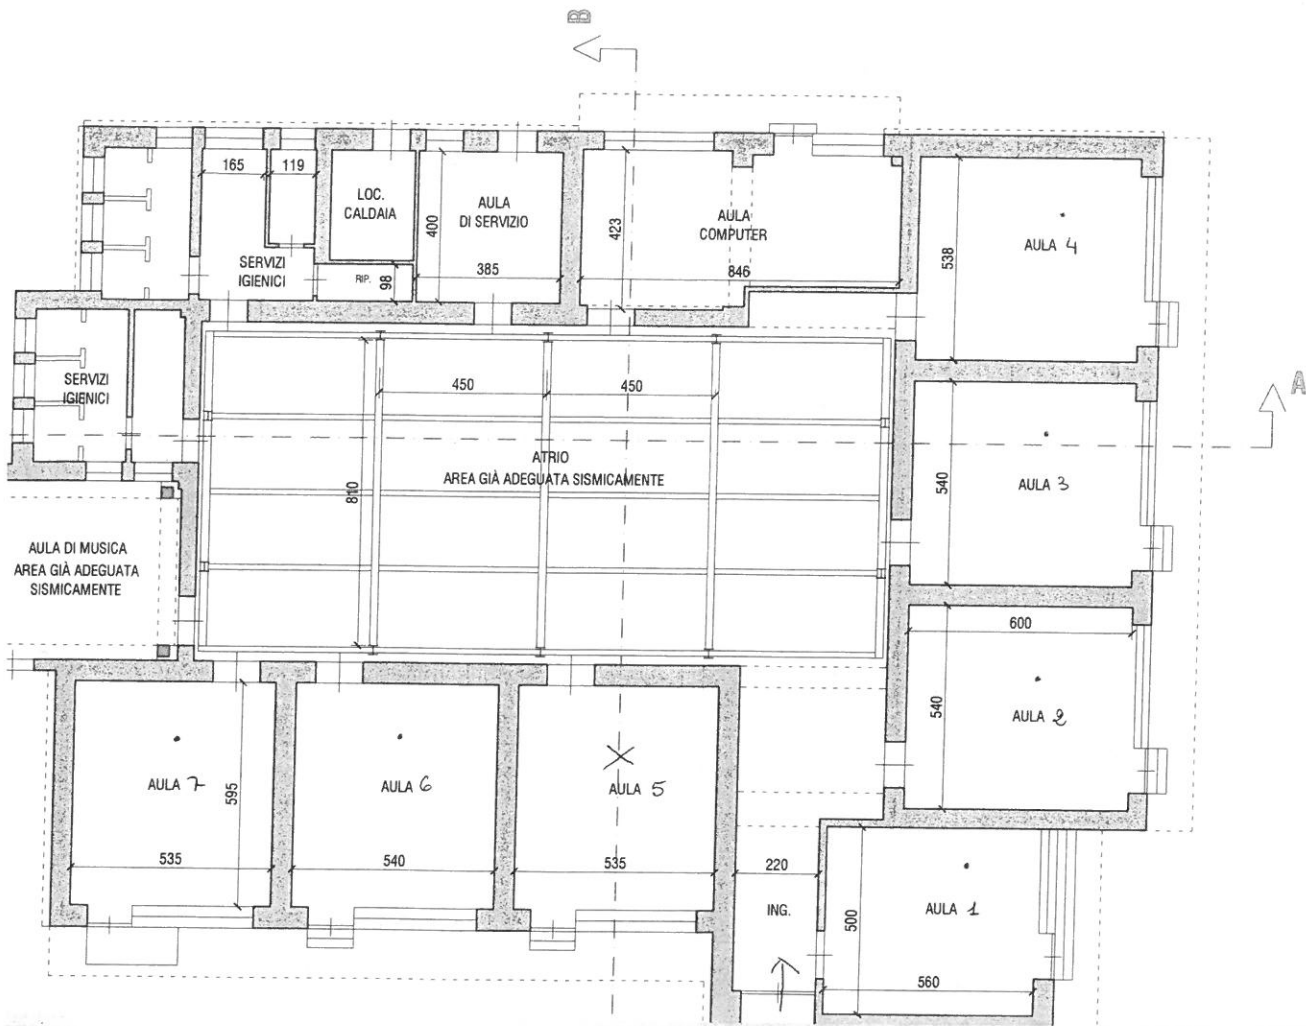 B
165
119
LOC.
CALDAIA
AULA
DI SERVIZIO
400
385
SERVIZI
IGIENICI
RIP.
98
423
AULA
COMPUTER
846
538
AULA 4
SERVIZI
IGIENICI
450
450
A
810
ATRIO
AREA GIÀ ADEGUATA SISMICAMENTE
540
AULA 3
AULA DI MUSICA
AREA GIÀ ADEGUATA
SISMICAMENTE
600
540
AULA 2
AULA 7
595
535
AULA 6
540
AULA 5
535
220
ING.
AULA 1
500
560